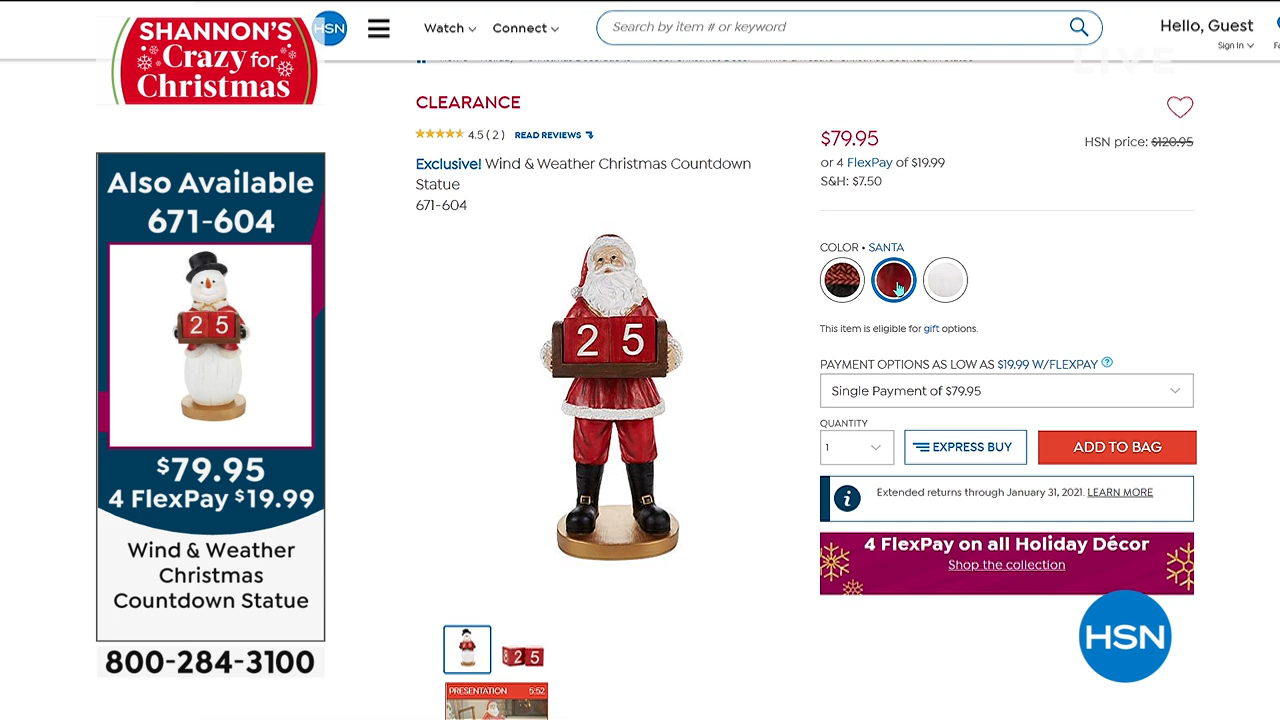 SHANNON'S
Crazy for
Christmas
HSN
Watch
Connect
Search by item # or keyword
Hello, Guest
Sign In
LIVE
CLEARANCE
4.5 ( 2 ) READ REVIEWS
Exclusive! Wind & Weather Christmas Countdown
Statue
671-604
$79.95
HSN price: $120.95
or 4 FlexPay of $19.99
S&H: $7.50
COLOR • SANTA
This item is eligible for gift options.
PAYMENT OPTIONS AS LOW AS $19.99 W/FLEXPAY ?
Single Payment of $79.95
QUANTITY
1
EXPRESS BUY
ADD TO BAG
i
Extended returns through January 31, 2021. LEARN MORE
4 FlexPay on all Holiday Décor
Shop the collection
HSN
Also Available
671-604
2 5
$79.95
4 FlexPay $19.99
Wind & Weather
Christmas
Countdown Statue
800-284-3100
2 5
2 5
PRESENTATION 5:52